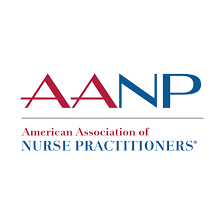 AANP
American Association of
NURSE PRACTITIONERS®